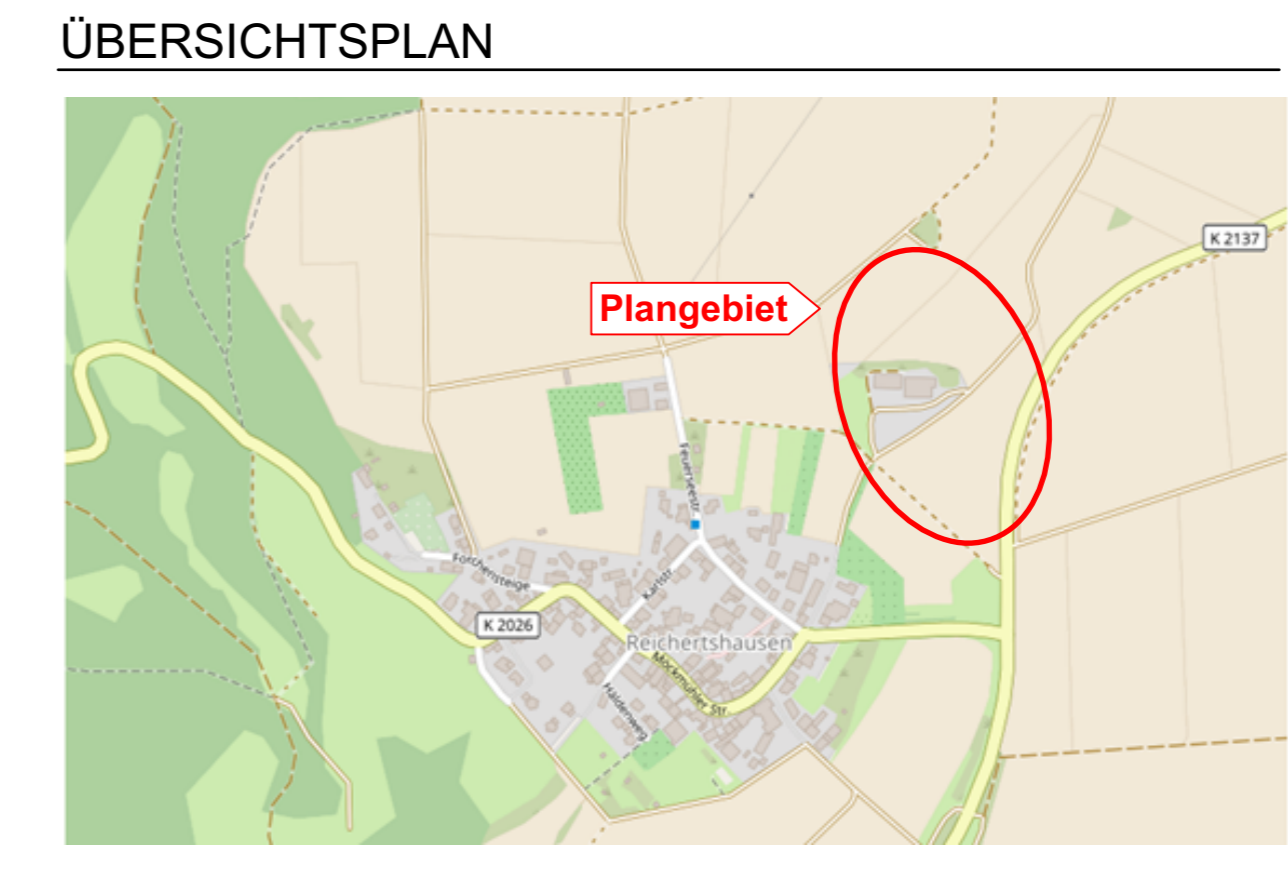 ÜBERSICHTSPLAN
K 2137
Plangebiet
Feuerseestr.
Forchensteige
Karlstr.
K 2026
Reichertshausen
Möckmühler Str.
Haldenweg